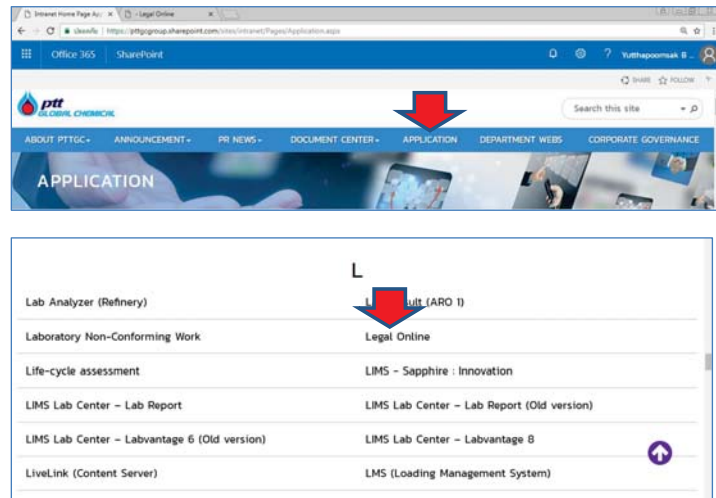 Intranet Home Page
- Legal Online
https://pttgcgroup.sharepoint.com/sites/intranet/Pages/Application.aspx
Office 365 SharePoint ? Yutthapoomsak B ..
SHARE FOLLOW
ptt
GLOBAL CHEMICAL
Search this site
ABOUT PTTGC ANNOUNCEMENT PR NEWS DOCUMENT CENTER APPLICATION DEPARTMENT WEBS CORPORATE GOVERNANCE
APPLICATION
L
Lab Analyzer (Refinery) (ARO 1)
Laboratory Non-Conforming Work Legal Online
Life-cycle assessment LIMS - Sapphire : Innovation
LIMS Lab Center – Lab Report LIMS Lab Center – Lab Report (Old version)
LIMS Lab Center – Labvantage 6 (Old version) LIMS Lab Center – Labvantage 8
LiveLink (Content Server) LMS (Loading Management System)